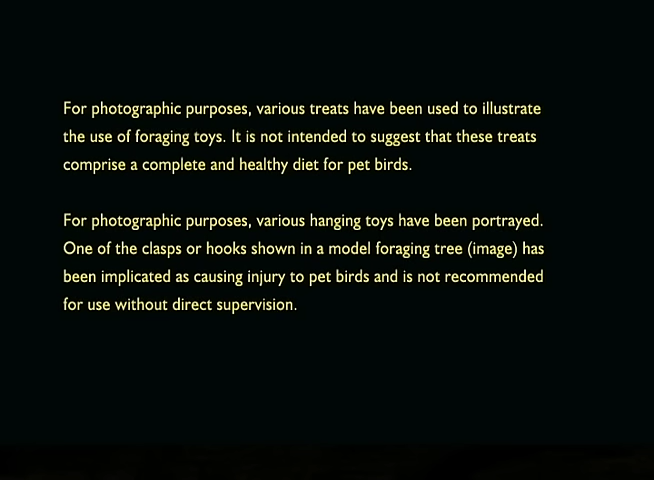 For photographic purposes, various treats have been used to illustrate
the use of foraging toys. It is not intended to suggest that these treats
comprise a complete and healthy diet for pet birds.
For photographic purposes, various hanging toys have been portrayed.
One of the clasps or hooks shown in a model foraging tree (image) has
been implicated as causing injury to pet birds and is not recommended
for use without direct supervision.